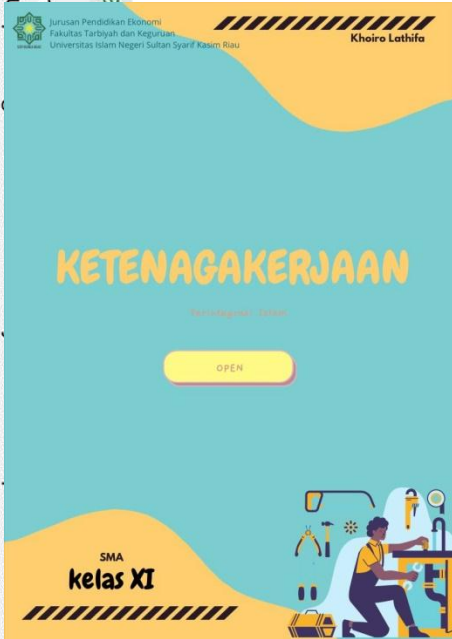 Jurusan Pendidikan Ekonomi
Fakultas Tarbiyah dan Keguruan
Universitas Islam Negeri Sultan Syarif Kasim Riau
Khoiro Lathifa
KETENAGAKERJAAN
OPEN
SMA
kelas XI